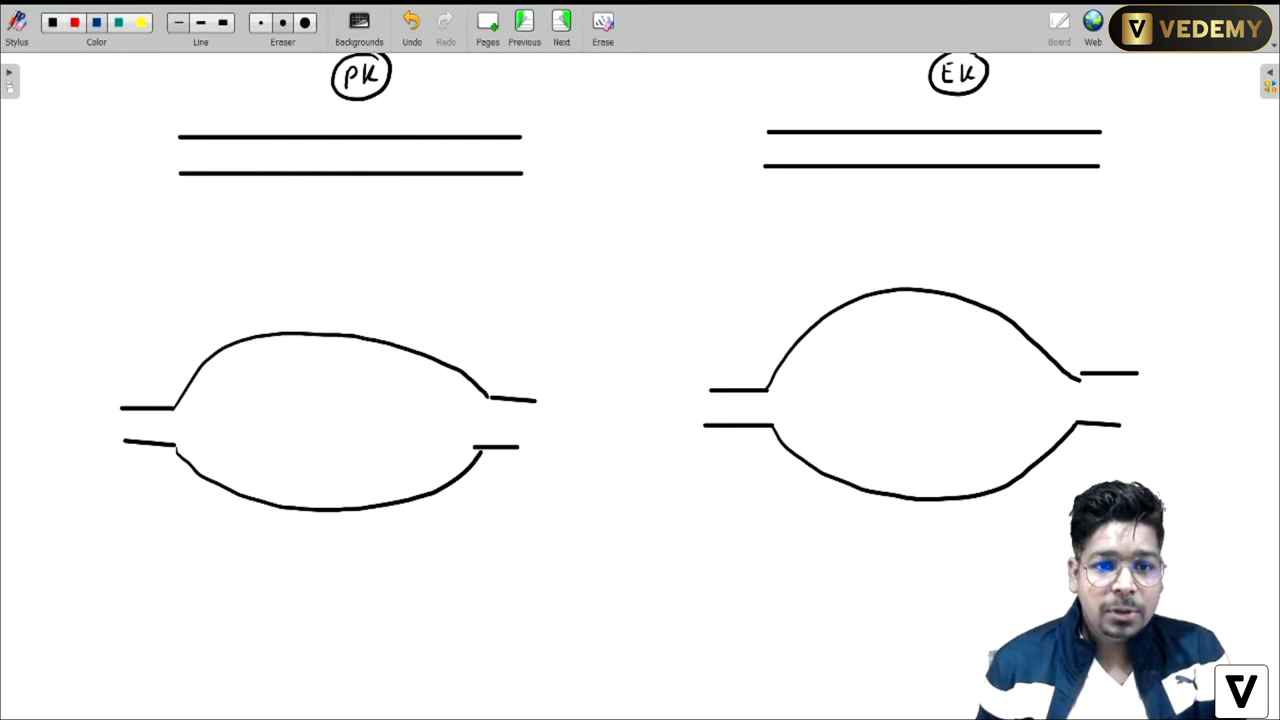 VEDEMY
Stylus
Color
Line
Eraser
Backgrounds
Undo
Redo
Pages
Previous
Next
Erase
Board
Web
PK
EK